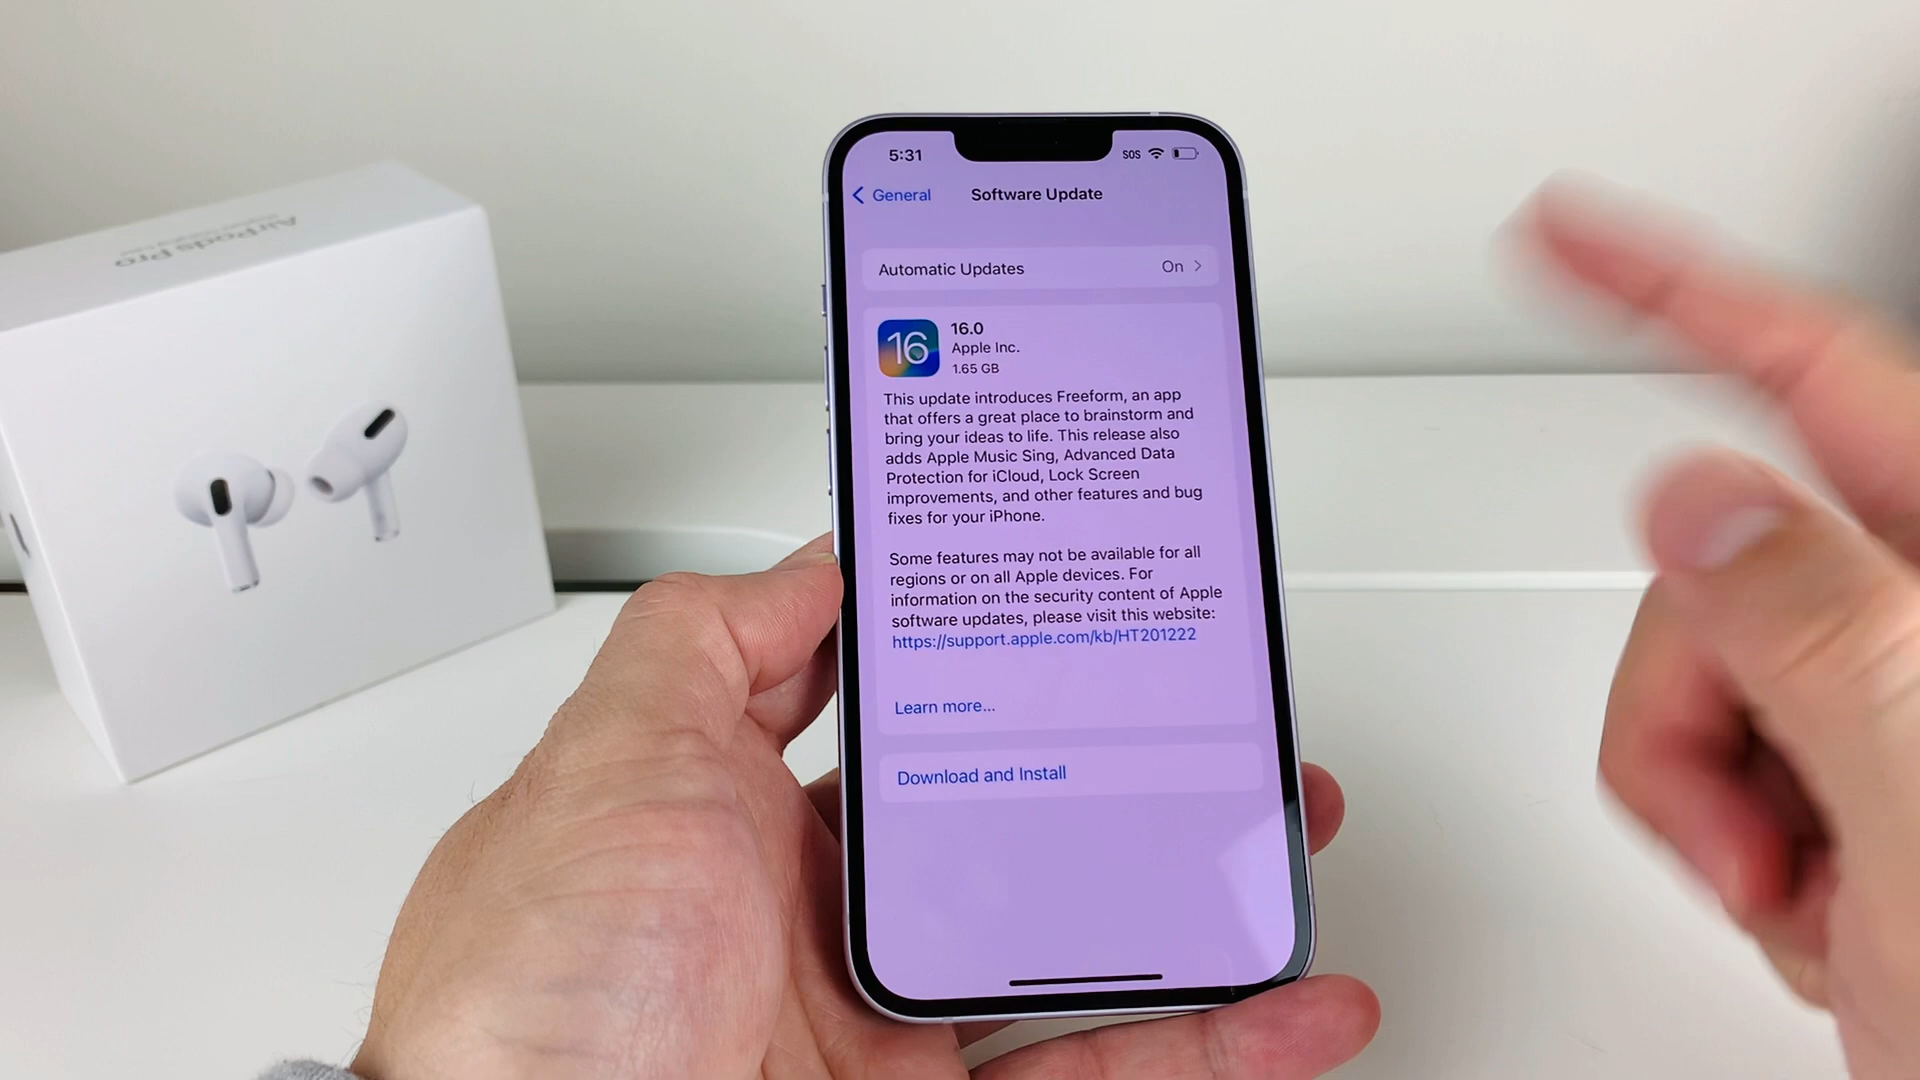 AirPods Pro
5:31
SOS
General
Software Update
Automatic Updates
On
16
16.0
Apple Inc.
1.65 GB
This update introduces Freeform, an app
that offers a great place to brainstorm and
bring your ideas to life. This release also
adds Apple Music Sing, Advanced Data
Protection for iCloud, Lock Screen
improvements, and other features and bug
fixes for your iPhone.
Some features may not be available for all
regions or on all Apple devices. For
information on the security content of Apple
software updates, please visit this website:
https://support.apple.com/kb/HT201222
Learn more...
Download and Install